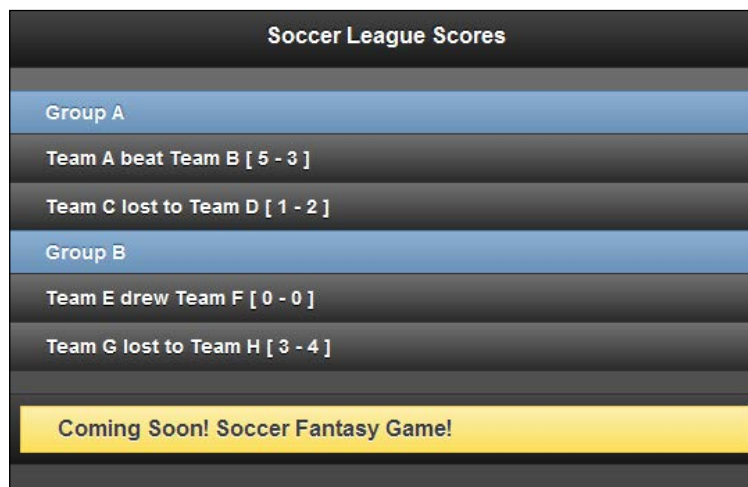 Soccer League Scores
Group A
Team A beat Team B [ 5 - 3 ]
Team C lost to Team D [ 1 - 2 ]
Group B
Team E drew Team F [ 0 - 0 ]
Team G lost to Team H [ 3 - 4 ]
Coming Soon! Soccer Fantasy Game!